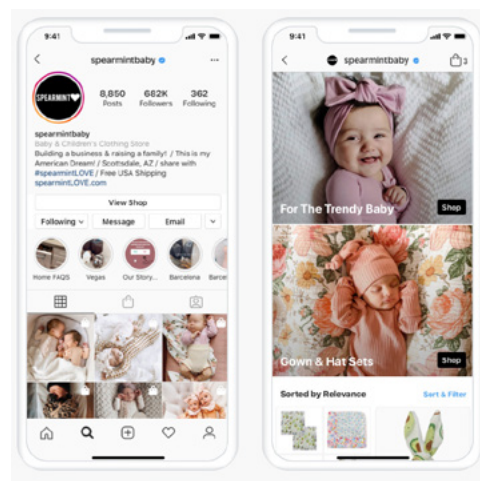 9:41
spearmintbaby
SPEARMINT
8,850 682K 362
Posts Followers Following
spearmintbaby
Baby & Children's Clothing Store
Building a business & raising a family! / This is my
American Dream! / Scottsdale, AZ / share with
#spearmintLOVE / Free USA Shipping
spearmintLOVE.com
View Shop
Following Message Email
Home FAQS Vegas Our Story... Barcelona Barcel
9:41
spearmintbaby 3
For The Trendy Baby Shop
Gown & Hat Sets Shop
Sorted by Relevance Sort & Filter